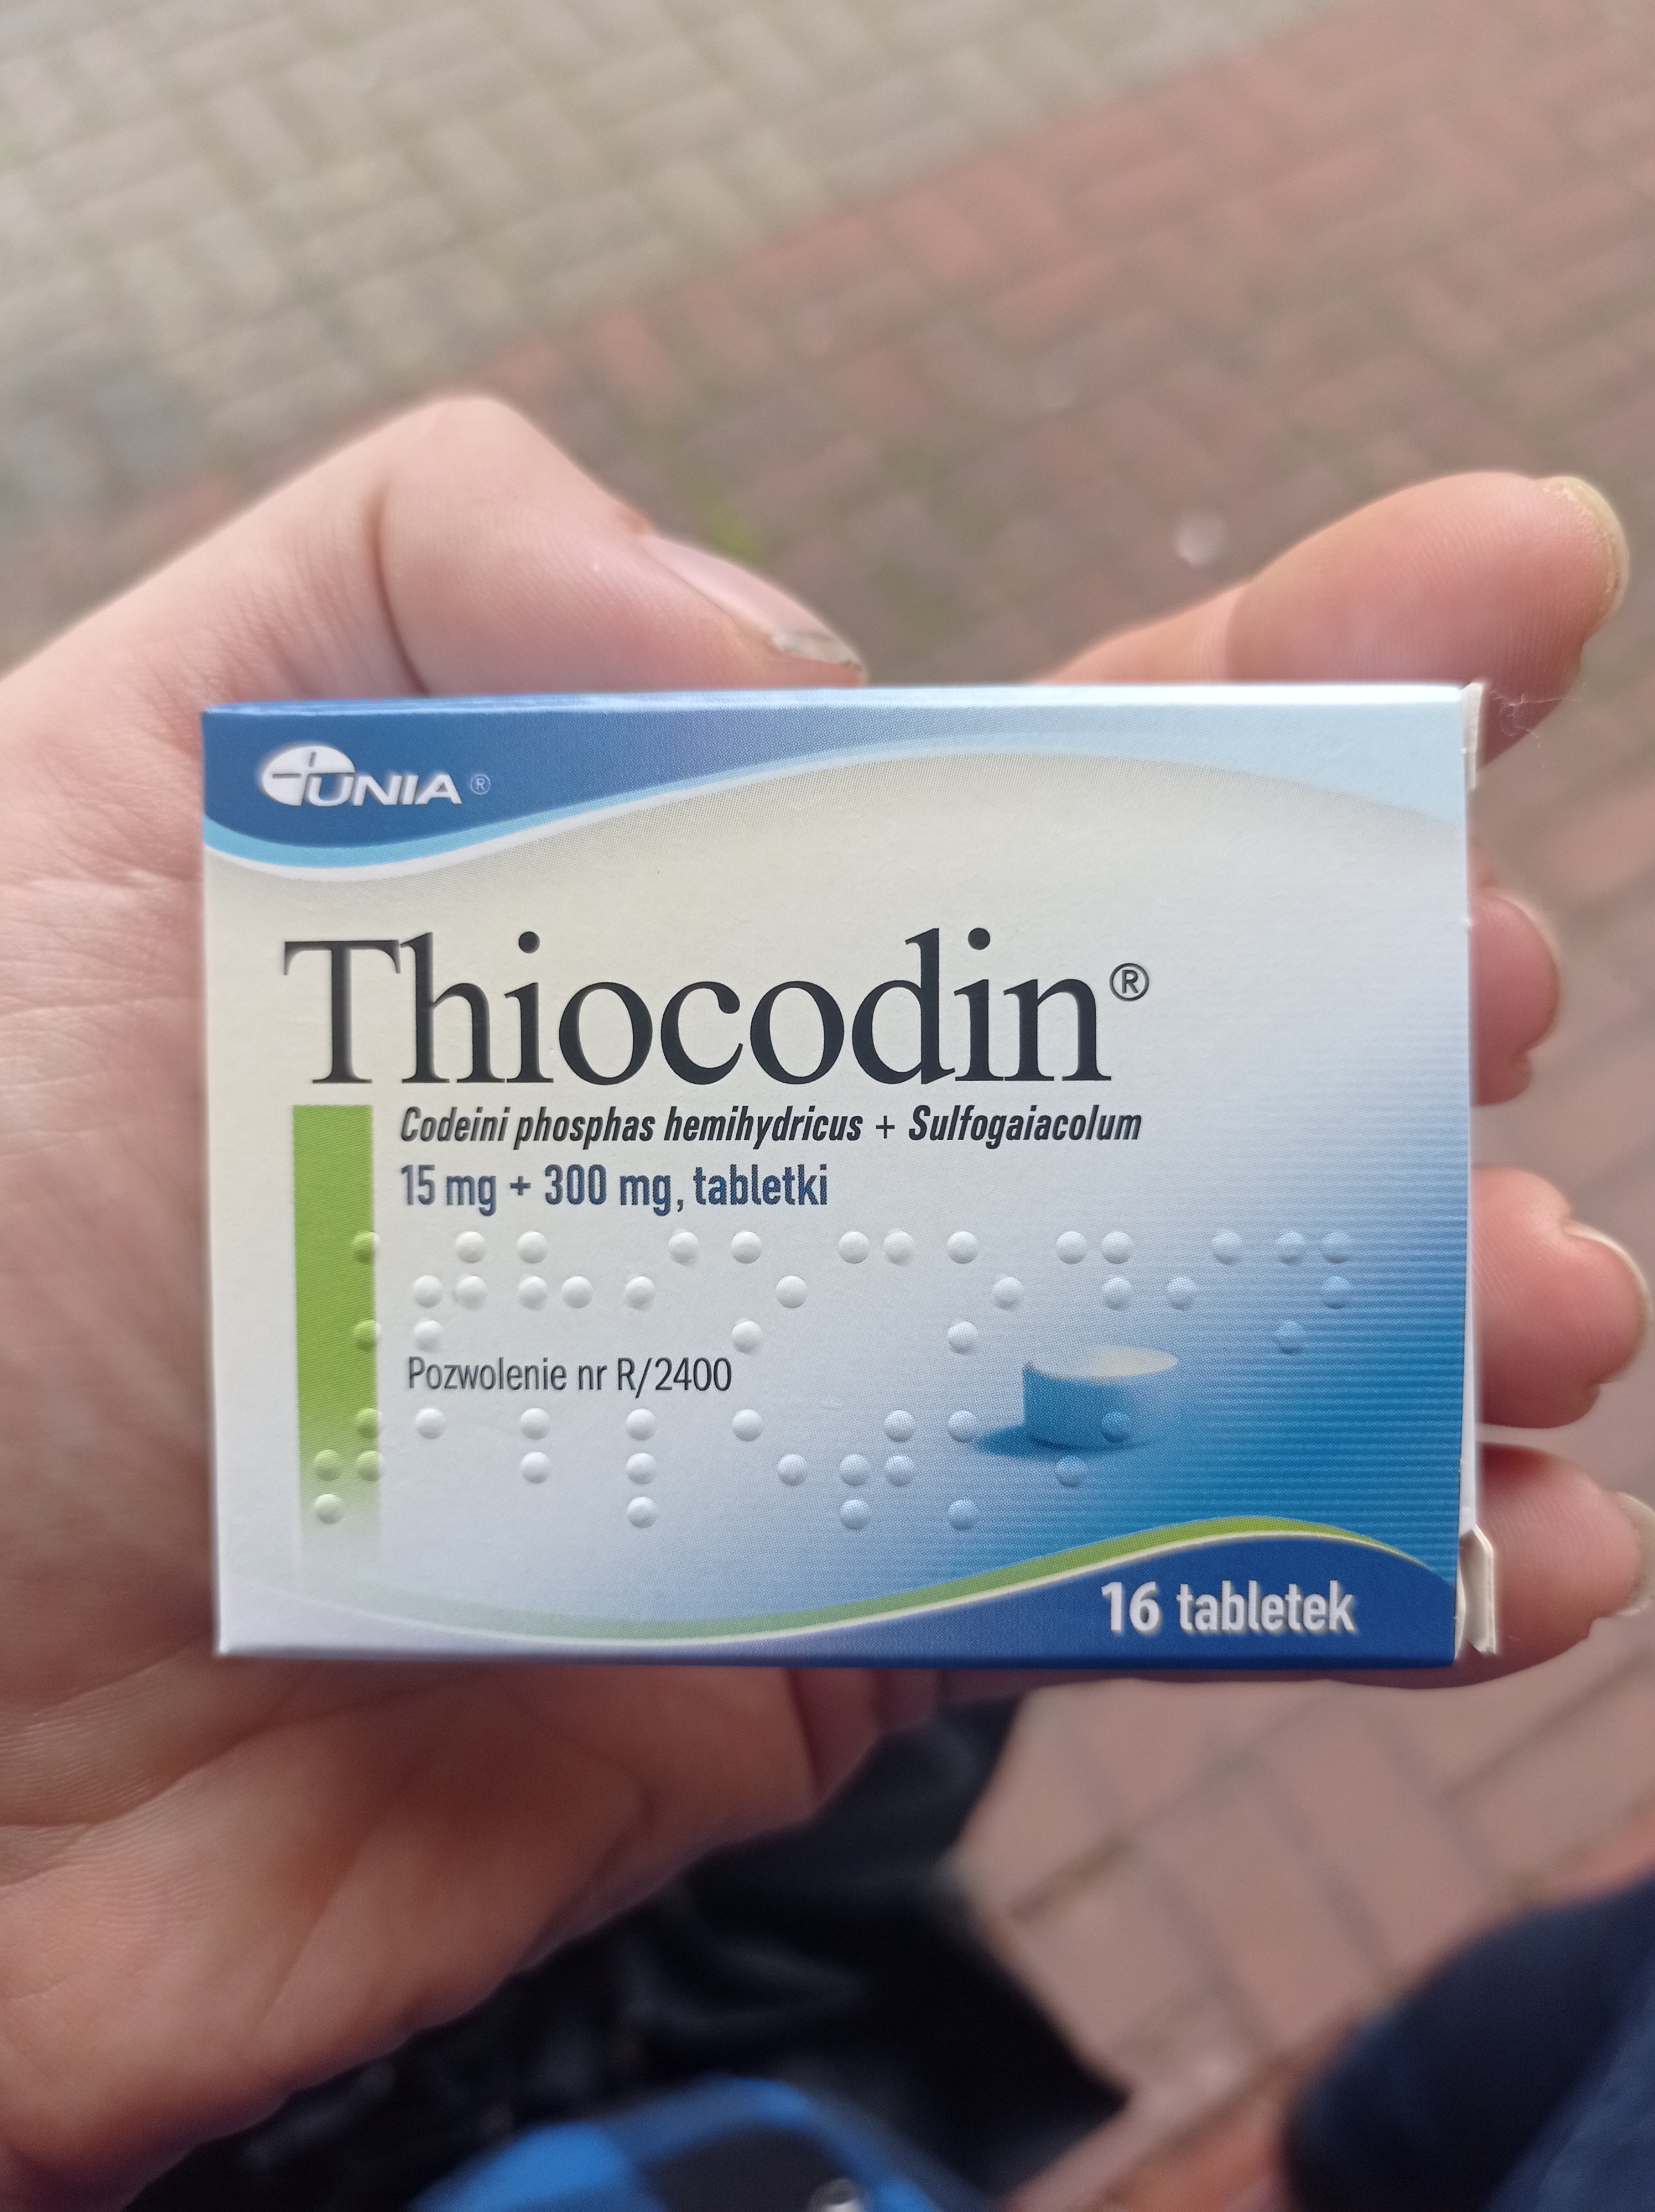 UNIA®
Thiocodin®
Codeini phosphas hemihydricus + Sulfogaiacolum
15 mg + 300 mg, tabletki
Pozwolenie nr R/2400
16 tabletek